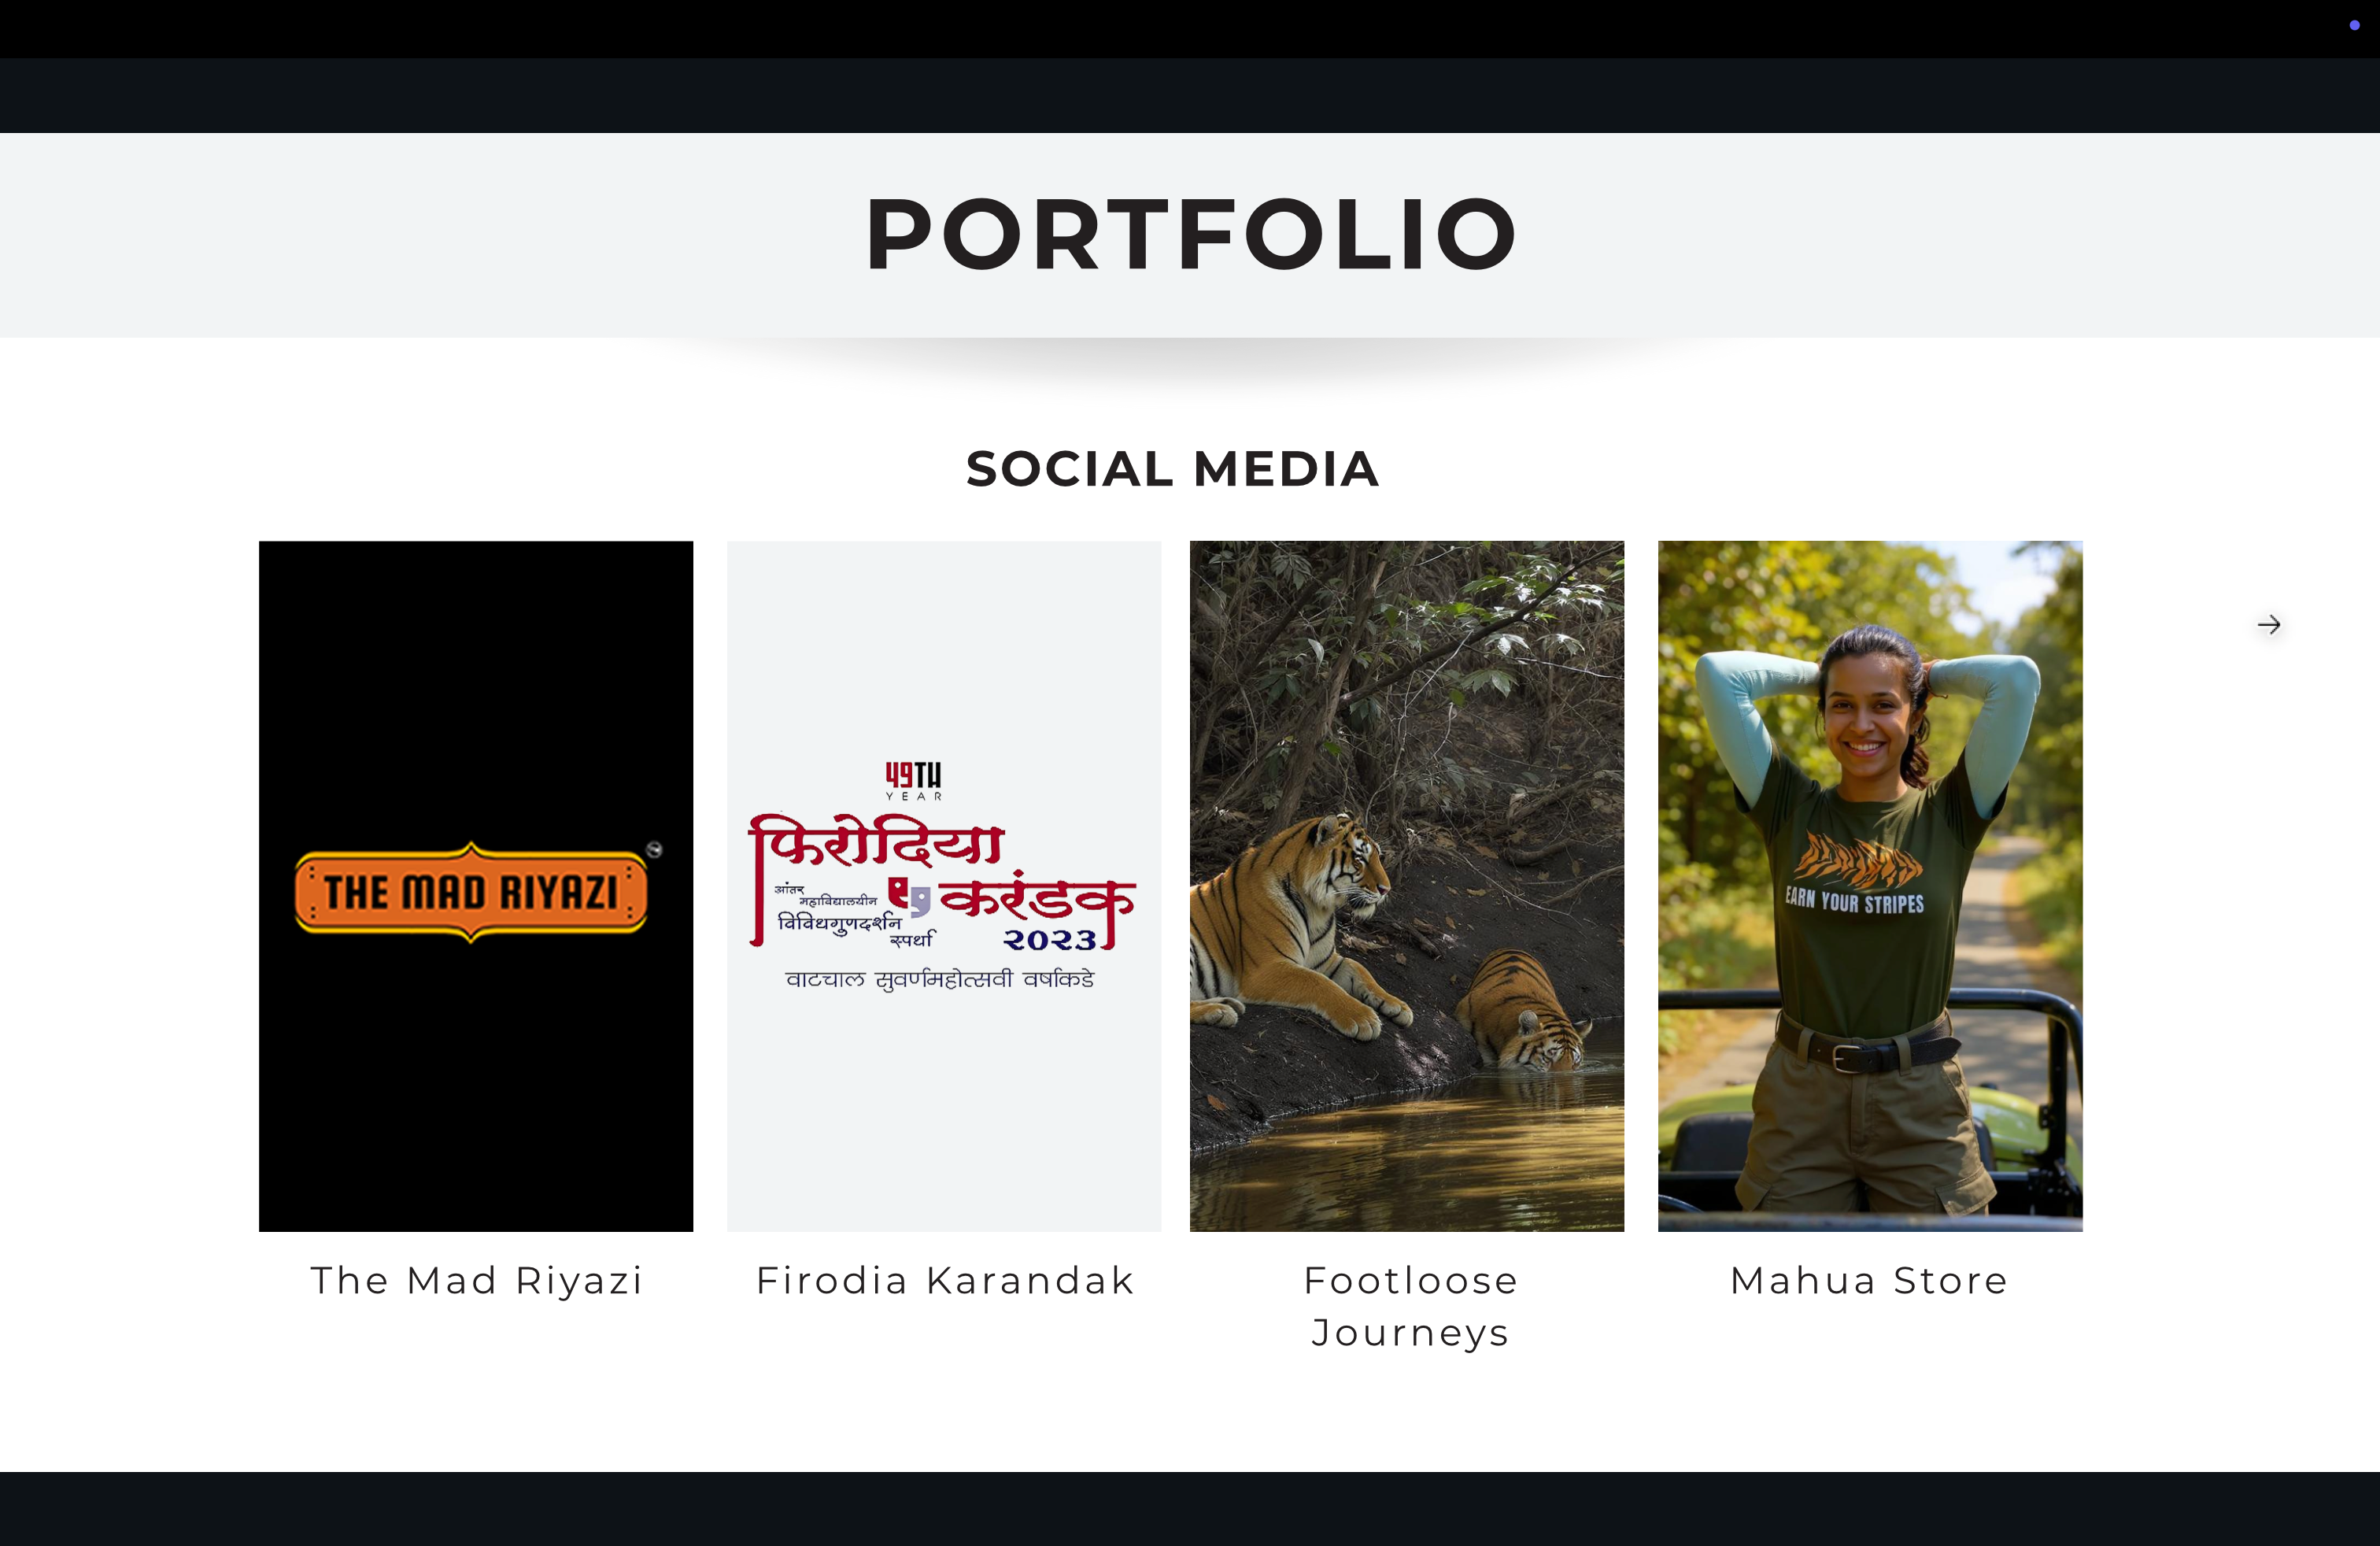 PORTFOLIO
SOCIAL MEDIA
THE MAD RIYAZI
49TH
YEAR
फिरोदिया
करंडक
आंतर
महाविद्यालयीन
विविधगुणदर्शन
स्पर्धा
२०२३
वाटचाल सुवर्णमहोत्सवी वर्षाकडे
EARN YOUR STRIPES
The Mad Riyazi
Firodia Karandak
Footloose
Journeys
Mahua Store